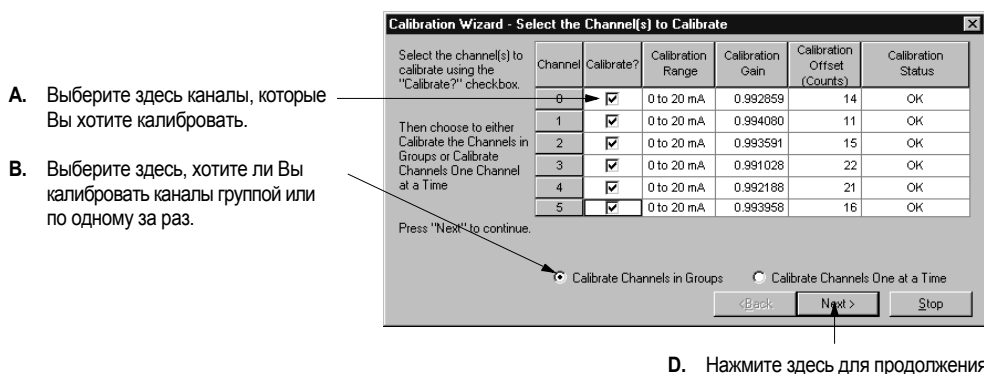 Calibration Wizard - Select the Channel(s) to Calibrate
A. Выберите здесь каналы, которые
Вы хотите калибровать.
B. Выберите здесь, хотите ли Вы
калибровать каналы группой или
по одному за раз.
Select the channel(s) to
calibrate using the
"Calibrate?" checkbox.
Then choose to either
Calibrate the Channels in
Groups or Calibrate
Channels One Channel
at a Time
Press "Next" to continue.
Channel Calibrate? Calibration Range Calibration Gain Calibration Offset (Counts) Calibration Status
0 0 to 20 mA 0.992859 14 OK
1 0 to 20 mA 0.994080 11 OK
2 0 to 20 mA 0.993591 15 OK
3 0 to 20 mA 0.991028 22 OK
4 0 to 20 mA 0.992188 21 OK
5 0 to 20 mA 0.993958 16 OK
Calibrate Channels in Groups Calibrate Channels One at a Time
<Back Next > Stop
D. Нажмите здесь для продолжения